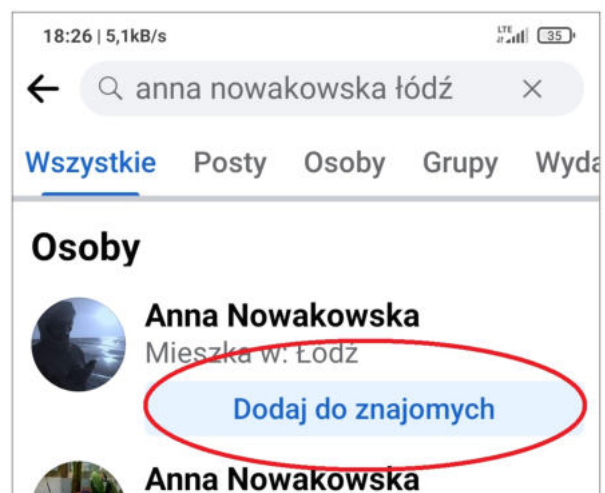 18:26 | 5,1kB/s LTE 35
anna nowakowska łódź
Wszystkie Posty Osoby Grupy Wyda
Osoby
Anna Nowakowska
Mieszka w: Łódź
Dodaj do znajomych
Anna Nowakowska